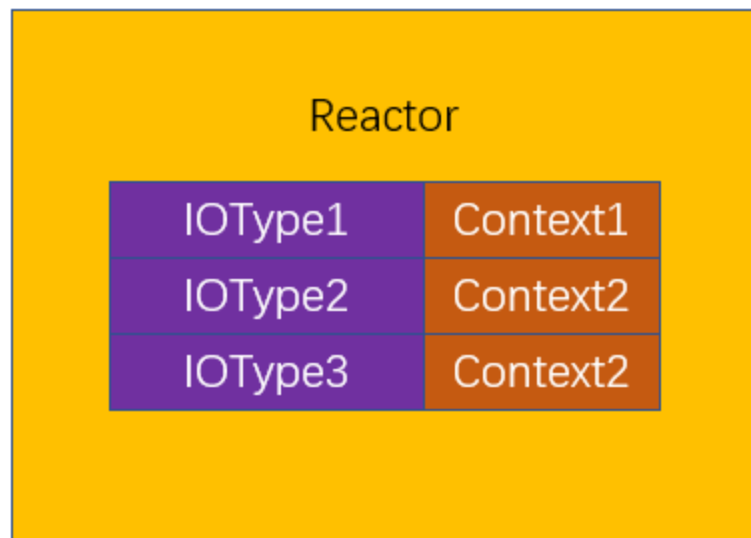 Reactor
IOType1 Context1
IOType2 Context2
IOType3 Context2